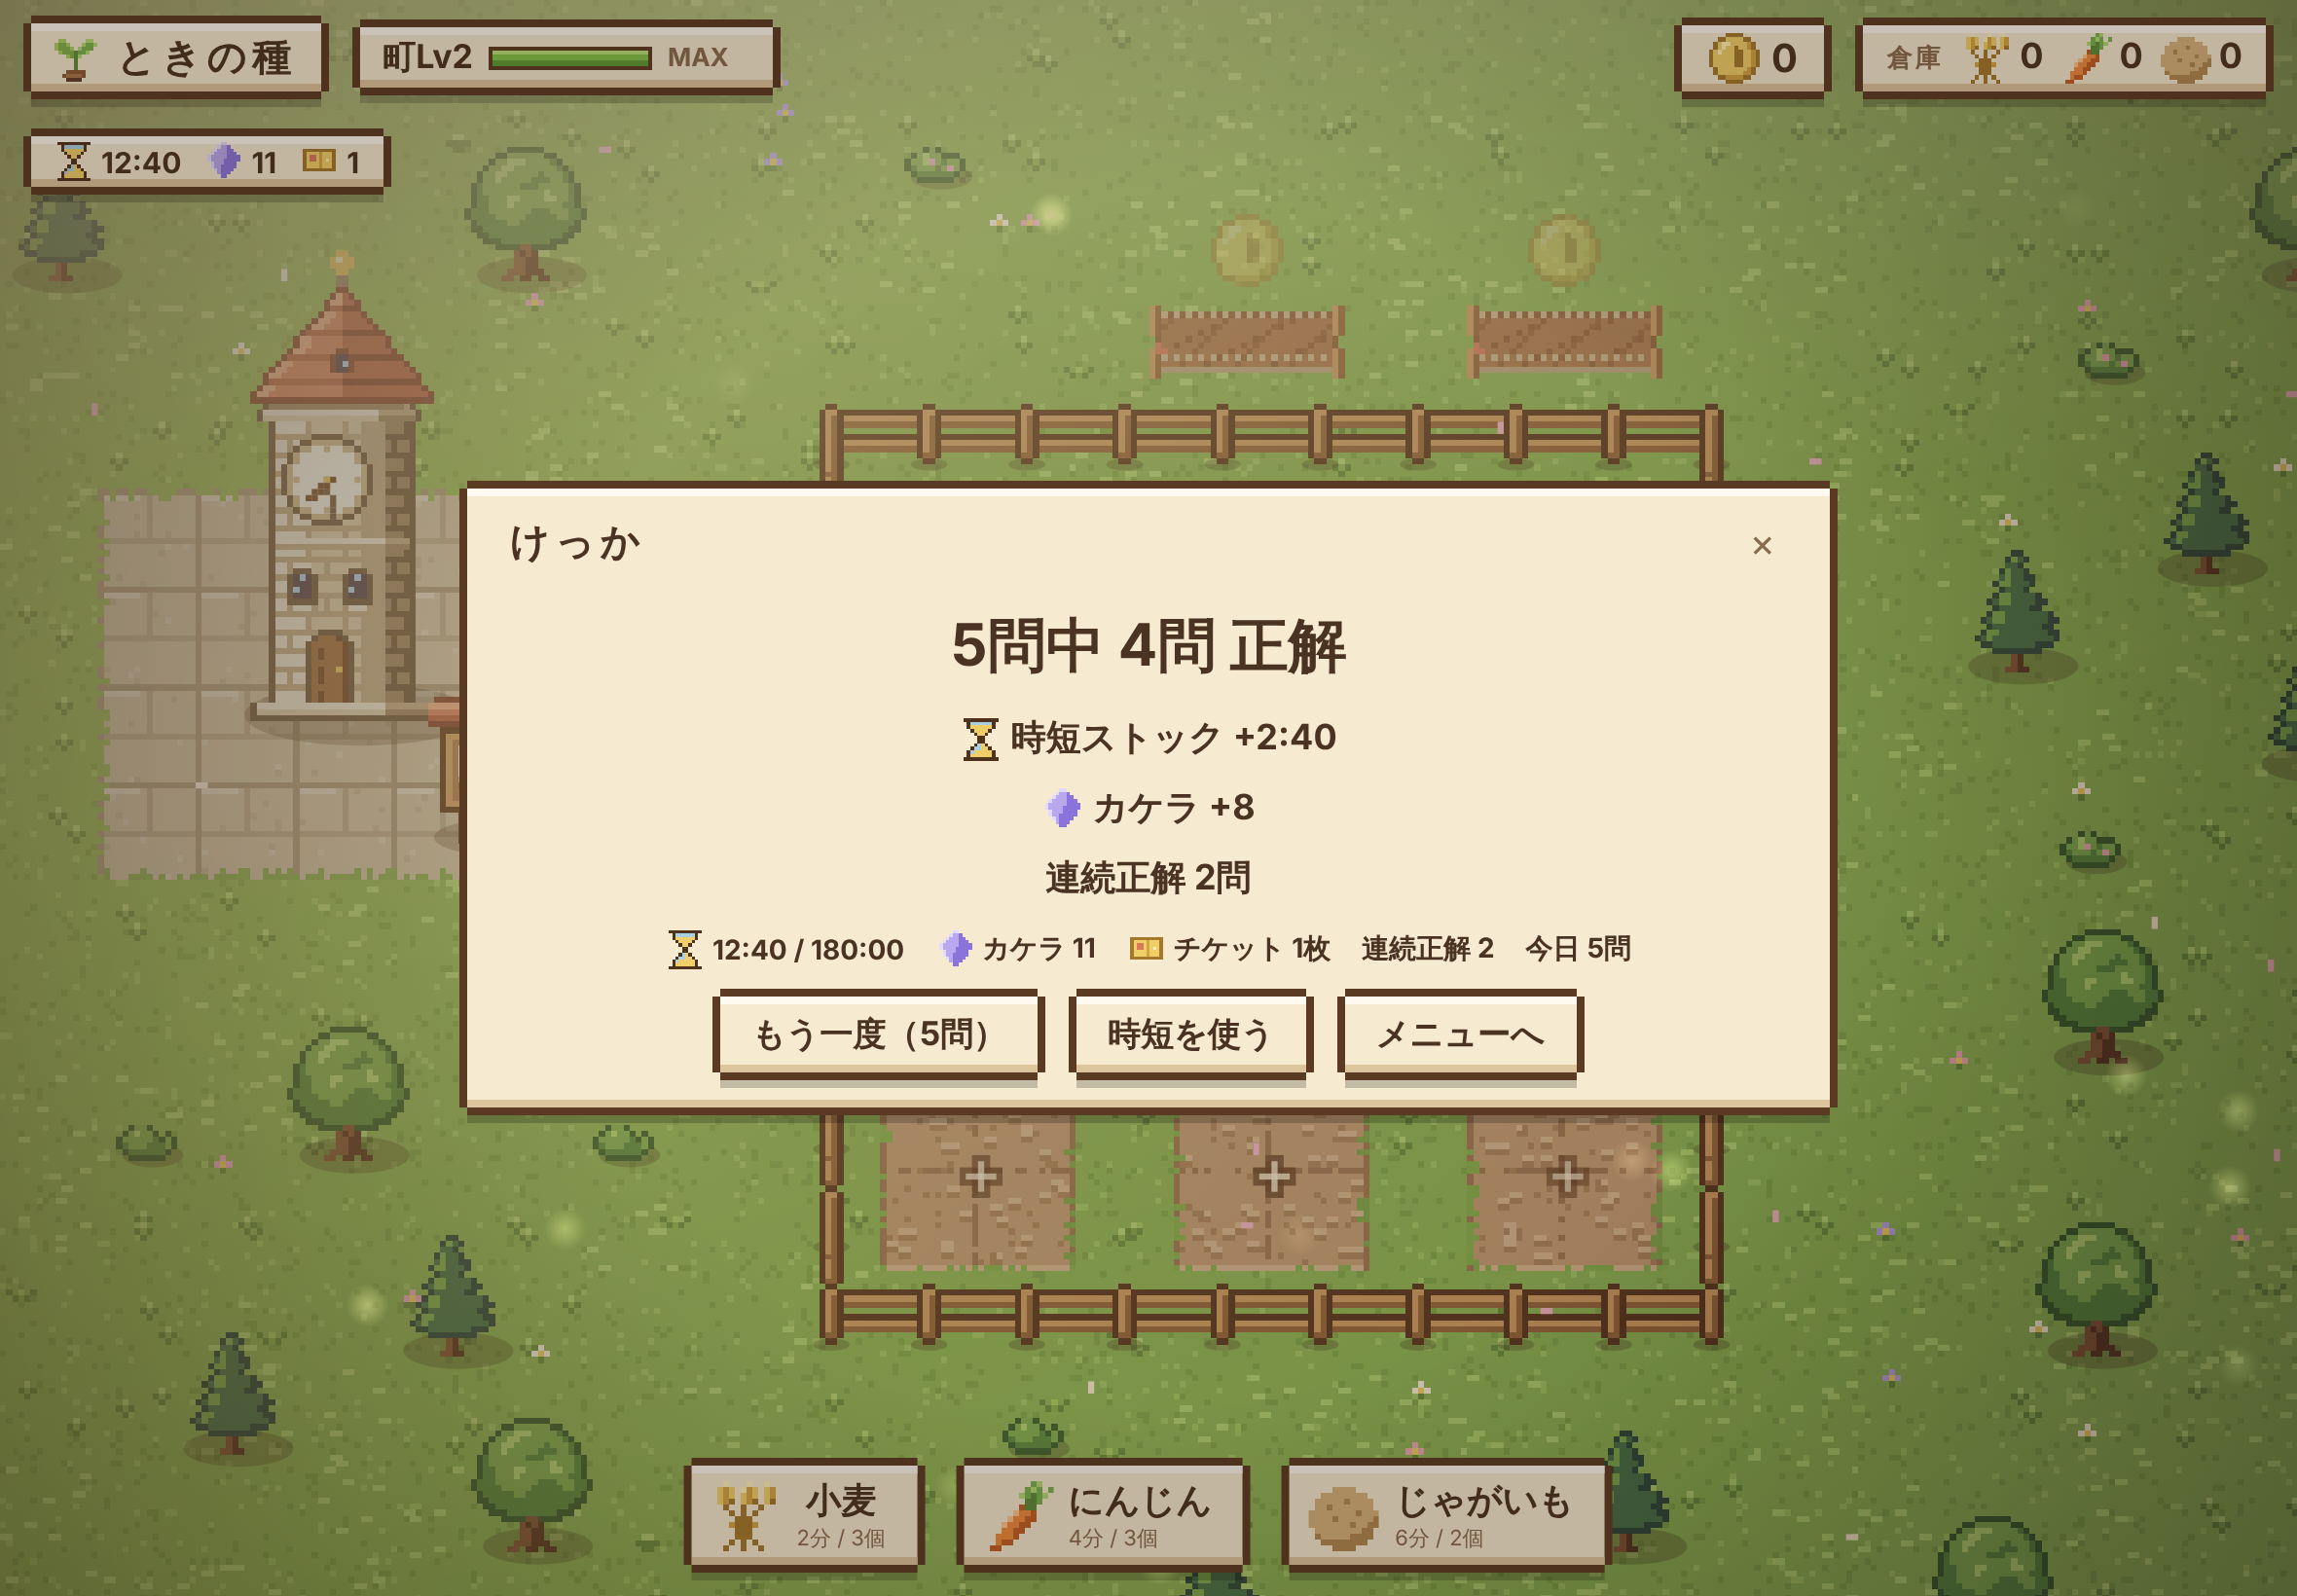 ときの種
町Lv2 MAX
0
倉庫 0 0 0
12:40 11 1
けっか
×
5問中 4問 正解
時短ストック +2:40
カケラ +8
連続正解 2問
12:40 / 180:00 カケラ 11 チケット 1枚 連続正解 2 今日 5問
もう一度（5問） 時短を使う メニューへ
小麦
2分 / 3個
にんじん
4分 / 3個
じゃがいも
6分 / 2個